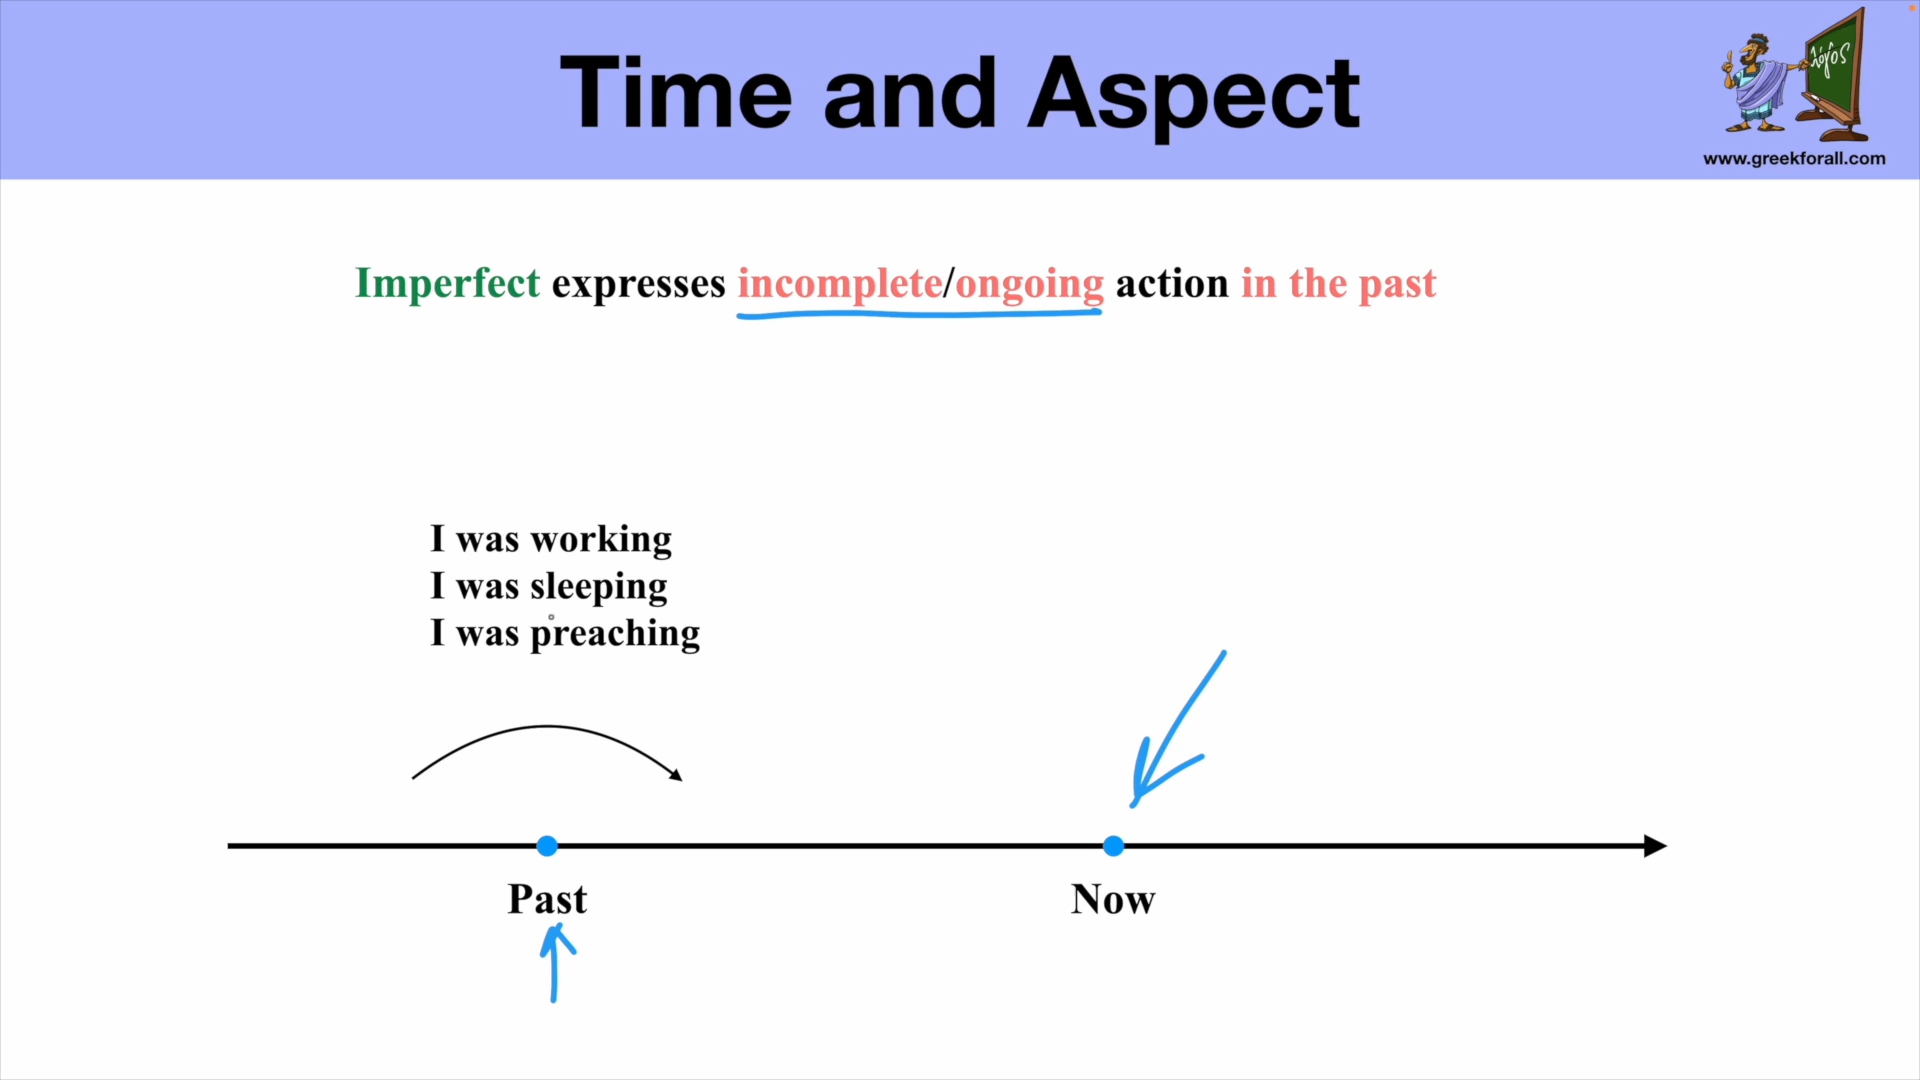 Time and Aspect
λόγος
www.greekforall.com
Imperfect expresses incomplete/ongoing action in the past
I was working
I was sleeping
I was preaching
Past
Now